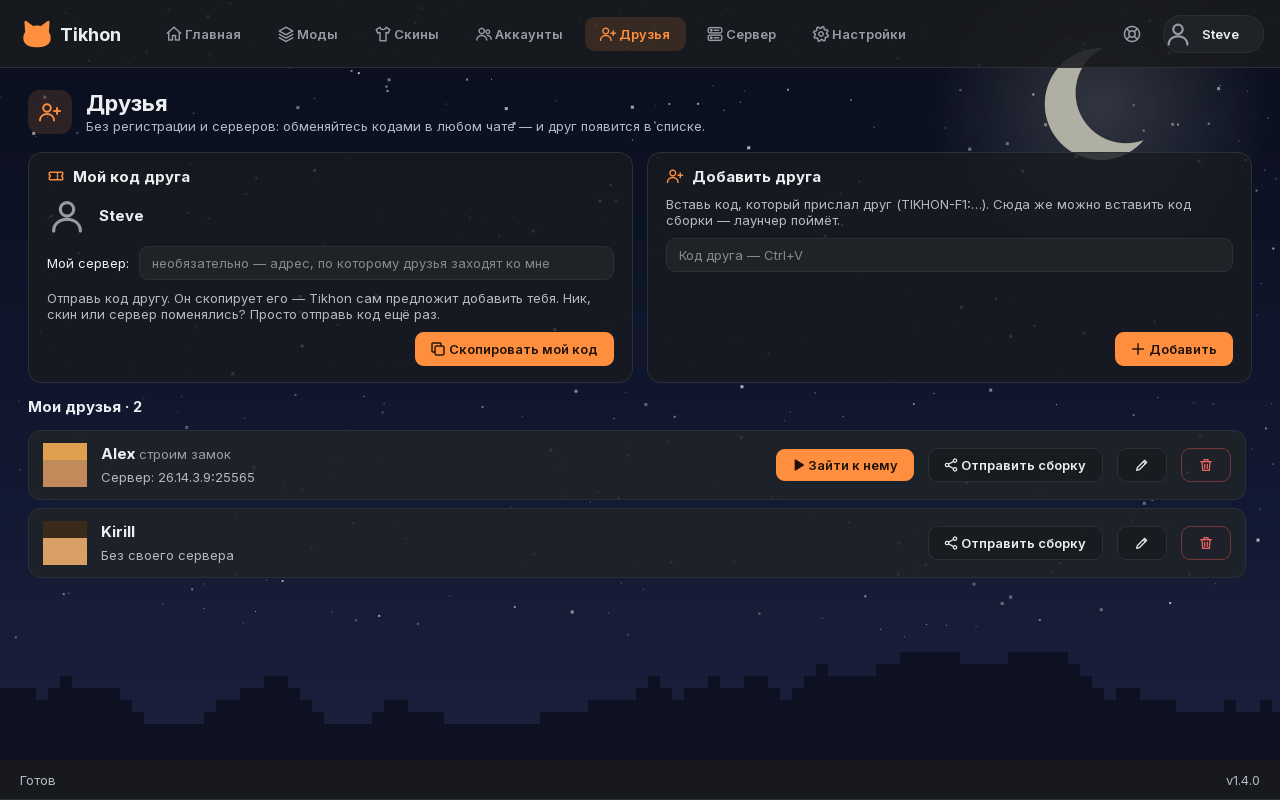 Tikhon
Главная
Моды
Скины
Аккаунты
Друзья
Сервер
Настройки
Steve
Друзья
Без регистрации и серверов: обменяйтесь кодами в любом чате — и друг появится в списке.
Мой код друга
Steve
Мой сервер:
необязательно — адрес, по которому друзья заходят ко мне
Отправь код другу. Он скопирует его — Tikhon сам предложит добавить тебя. Ник,
скин или сервер поменялись? Просто отправь код ещё раз.
Скопировать мой код
Добавить друга
Вставь код, который прислал друг (TIKHON-F1:…). Сюда же можно вставить код
сборки — лаунчер поймёт.
Код друга — Ctrl+V
Добавить
Мои друзья · 2
Alex строим замок
Сервер: 26.14.3.9:25565
Зайти к нему
Отправить сборку
Kirill
Без своего сервера
Отправить сборку
Готов
v1.4.0